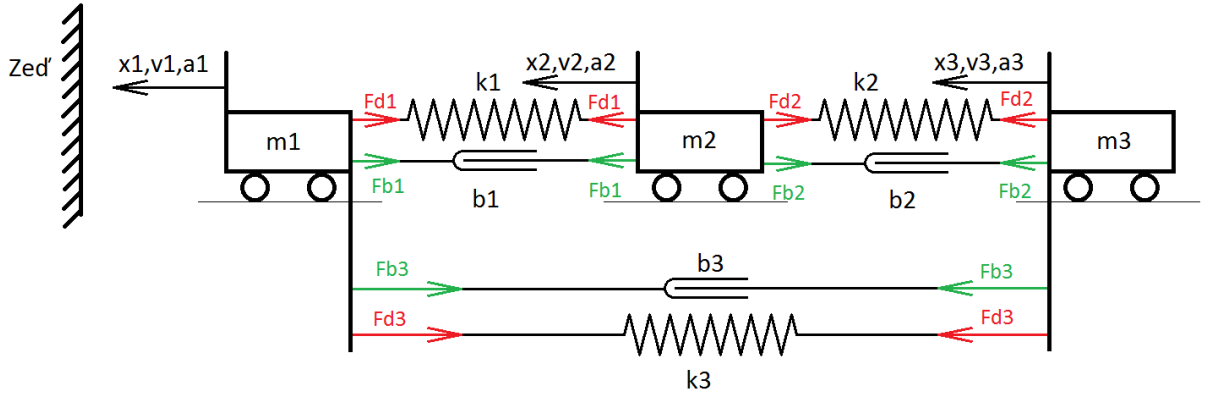 Zeď
x1,v1,a1
x2,v2,a2
x3,v3,a3
k1
k2
Fd1
Fd1
Fd2
Fd2
m1
m2
m3
Fb1
Fb1
Fb2
Fb2
b1
b2
b3
Fb3
Fb3
Fd3
Fd3
k3